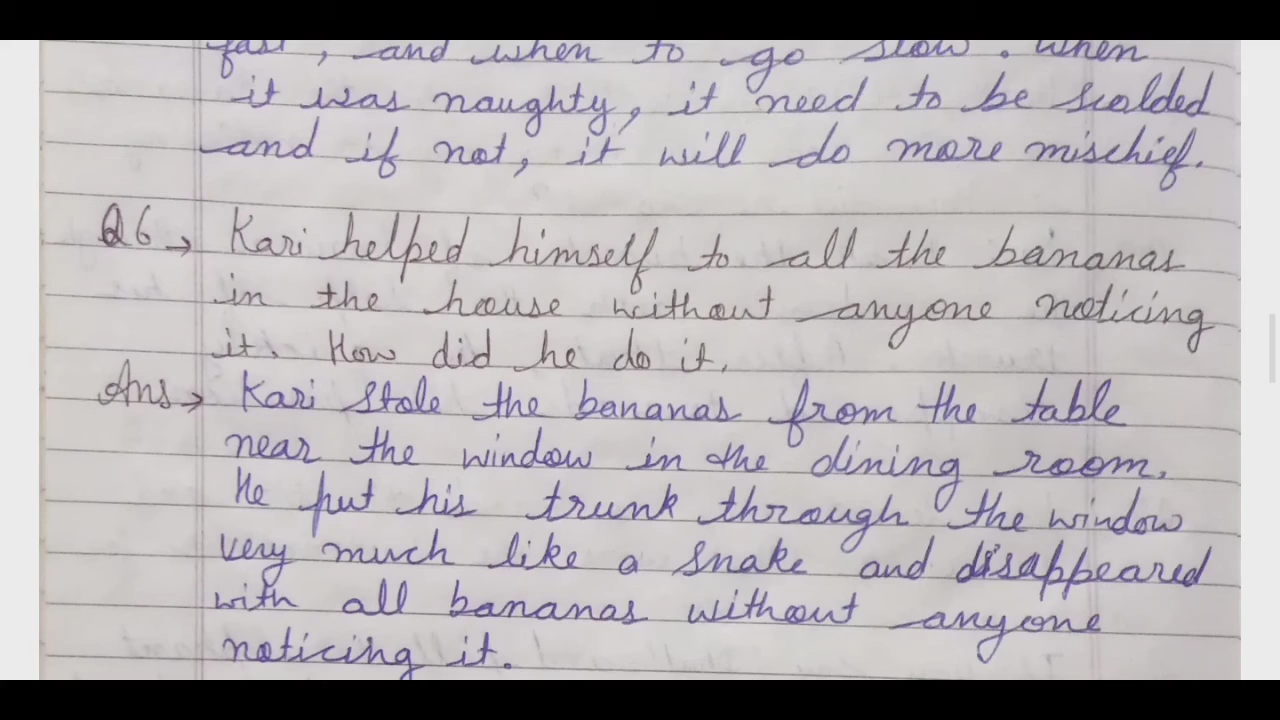 fast, and when to go slow. When
it was naughty, it need to be scolded
and if not, it will do more mischief.
Q6→ Kari helped himself to all the bananas
in the house without anyone noticing
it. How did he do it.
Ans→ Kari stole the bananas from the table
near the window in the dining room.
He put his trunk through the window
very much like a snake and disappeared
with all bananas without anyone
noticing it.